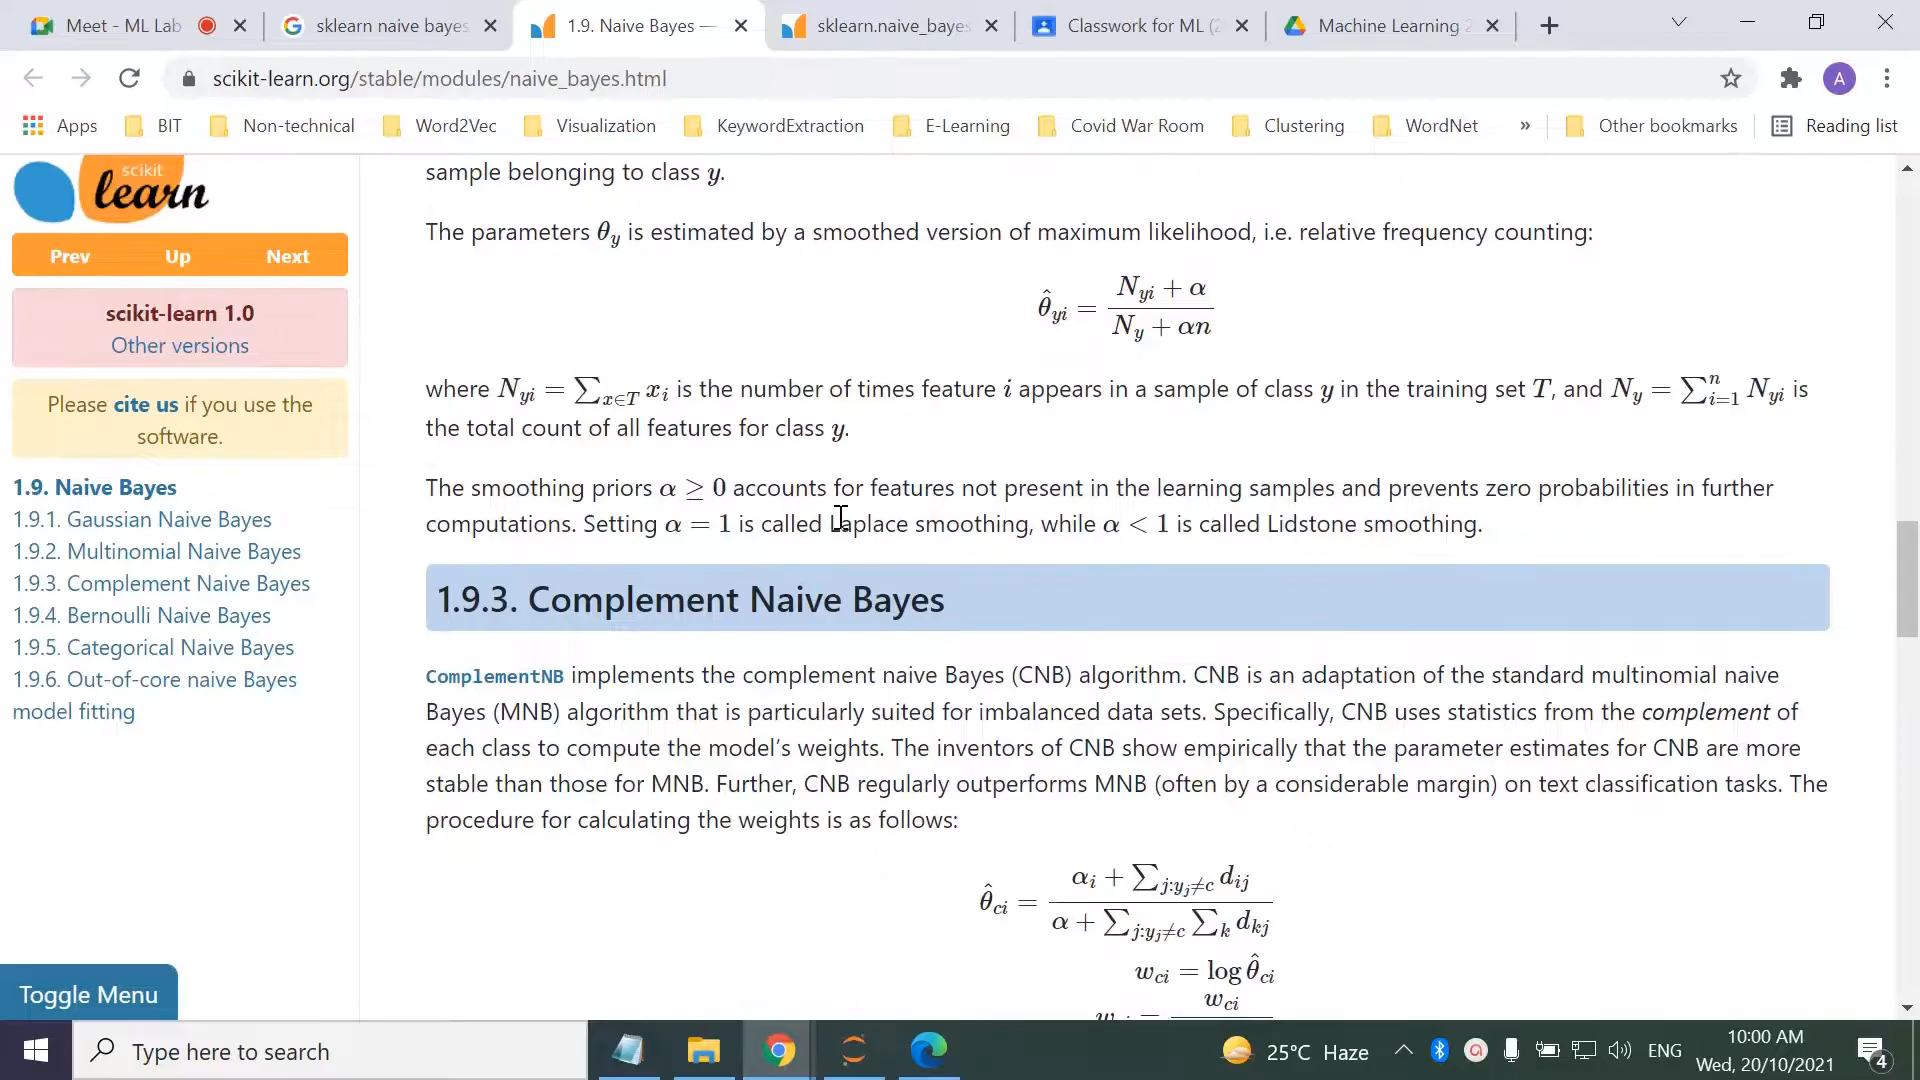 Meet - ML Lab
sklearn naive bayes
1.9. Naive Bayes —
sklearn.naive_bayes
Classwork for ML (2
Machine Learning 2
scikit-learn.org/stable/modules/naive_bayes.html
A
Apps
BIT
Non-technical
Word2Vec
Visualization
KeywordExtraction
E-Learning
Covid War Room
Clustering
WordNet
»
Other bookmarks
Reading list
scikit
learn
Prev
Up
Next
scikit-learn 1.0
Other versions
Please cite us if you use the
software.
1.9. Naive Bayes
1.9.1. Gaussian Naive Bayes
1.9.2. Multinomial Naive Bayes
1.9.3. Complement Naive Bayes
1.9.4. Bernoulli Naive Bayes
1.9.5. Categorical Naive Bayes
1.9.6. Out-of-core naive Bayes
model fitting
Toggle Menu
sample belonging to class y.
The parameters θ_y is estimated by a smoothed version of maximum likelihood, i.e. relative frequency counting:
θ̂_yi = (N_yi + α) / (N_y + αn)
where N_yi = ∑_{x∈T} x_i is the number of times feature i appears in a sample of class y in the training set T, and N_y = ∑_{i=1}^n N_yi is
the total count of all features for class y.
The smoothing priors α ≥ 0 accounts for features not present in the learning samples and prevents zero probabilities in further
computations. Setting α = 1 is called Laplace smoothing, while α < 1 is called Lidstone smoothing.
1.9.3. Complement Naive Bayes
ComplementNB implements the complement naive Bayes (CNB) algorithm. CNB is an adaptation of the standard multinomial naive
Bayes (MNB) algorithm that is particularly suited for imbalanced data sets. Specifically, CNB uses statistics from the complement of
each class to compute the model’s weights. The inventors of CNB show empirically that the parameter estimates for CNB are more
stable than those for MNB. Further, CNB regularly outperforms MNB (often by a considerable margin) on text classification tasks. The
procedure for calculating the weights is as follows:
θ̂_ci = (α_i + ∑_{j:y_j≠c} d_ij) / (α + ∑_{j:y_j≠c} ∑_k d_kj)
w_ci = log θ̂_ci
w_ci = w_ci
Type here to search
25°C Haze
ENG
10:00 AM
Wed, 20/10/2021
4